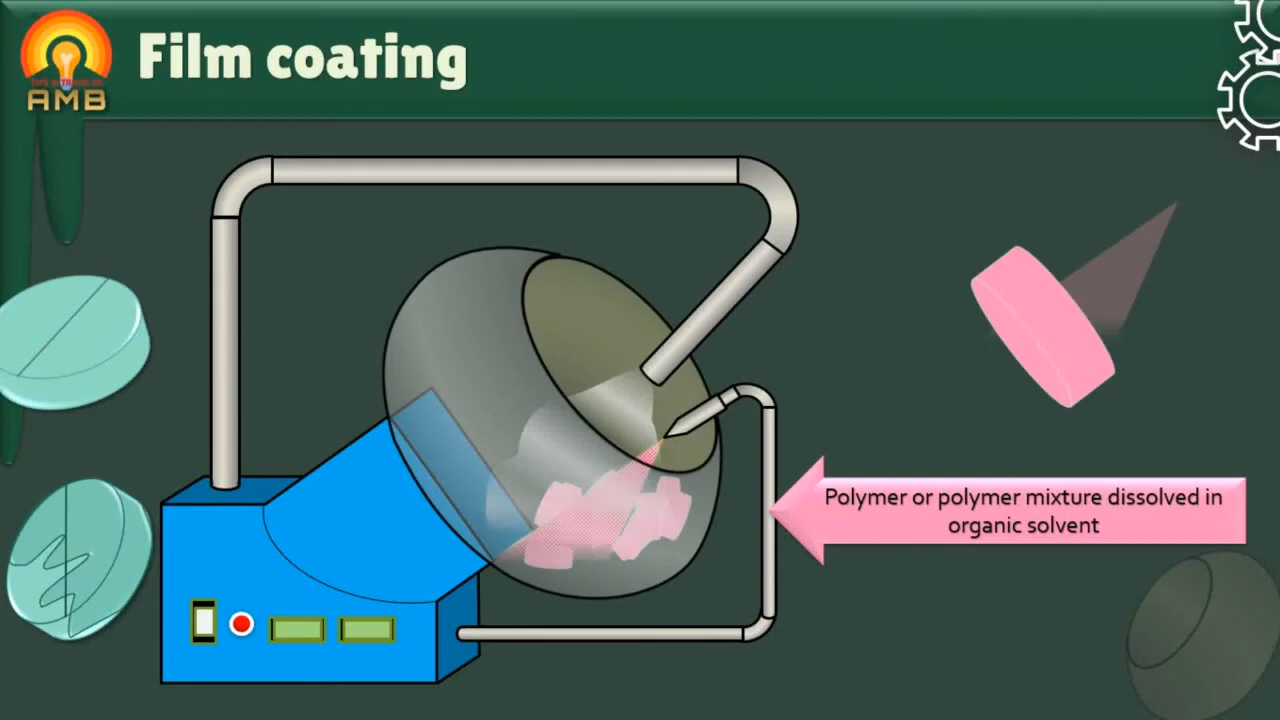 Film coating
AMB
Polymer or polymer mixture dissolved in
organic solvent